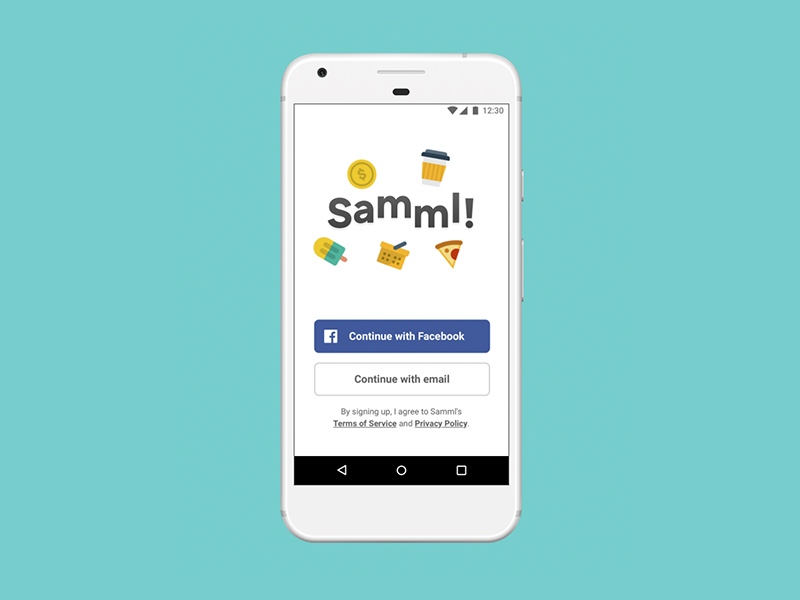 12:30
Samml!
Continue with Facebook
Continue with email
By signing up, I agree to Samml's
Terms of Service and Privacy Policy.